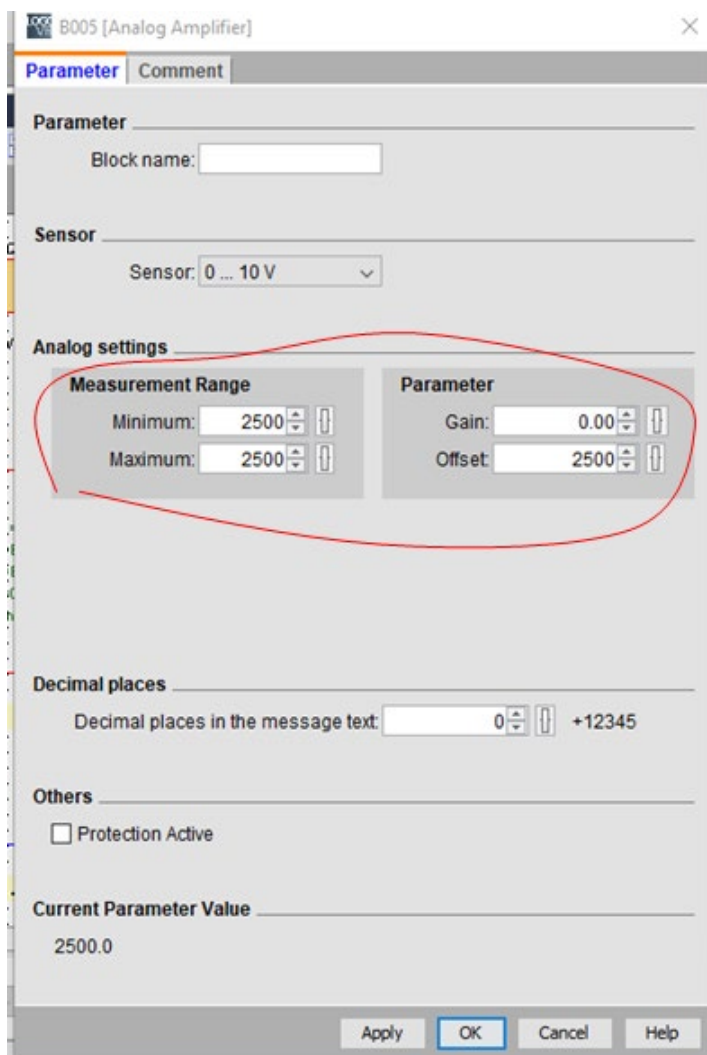 B005 [Analog Amplifier]
Parameter Comment
Parameter
Block name:
Sensor
Sensor: 0 ... 10 V
Analog settings
Measurement Range Parameter
Minimum: 2500 Gain: 0.00
Maximum: 2500 Offset: 2500
Decimal places
Decimal places in the message text: 0 +12345
Others
Protection Active
Current Parameter Value
2500.0
Apply OK Cancel Help